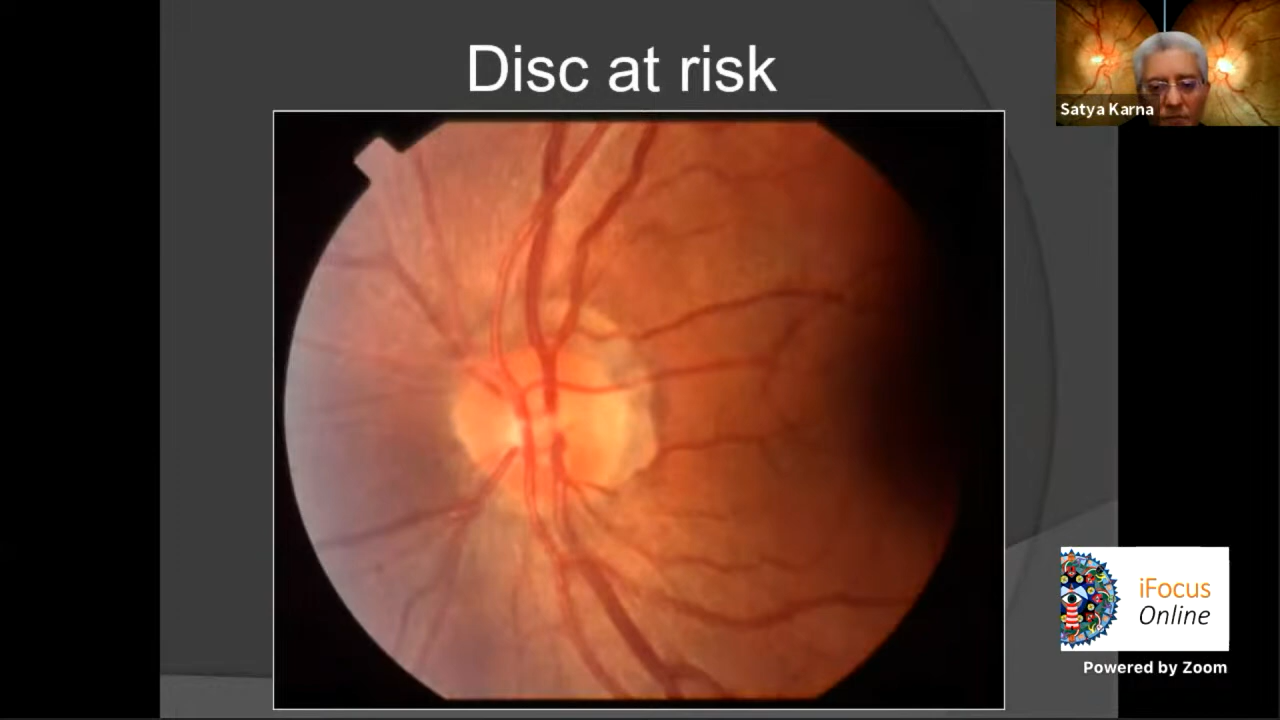 Disc at risk
Satya Karna
iFocus
Online
Powered by Zoom